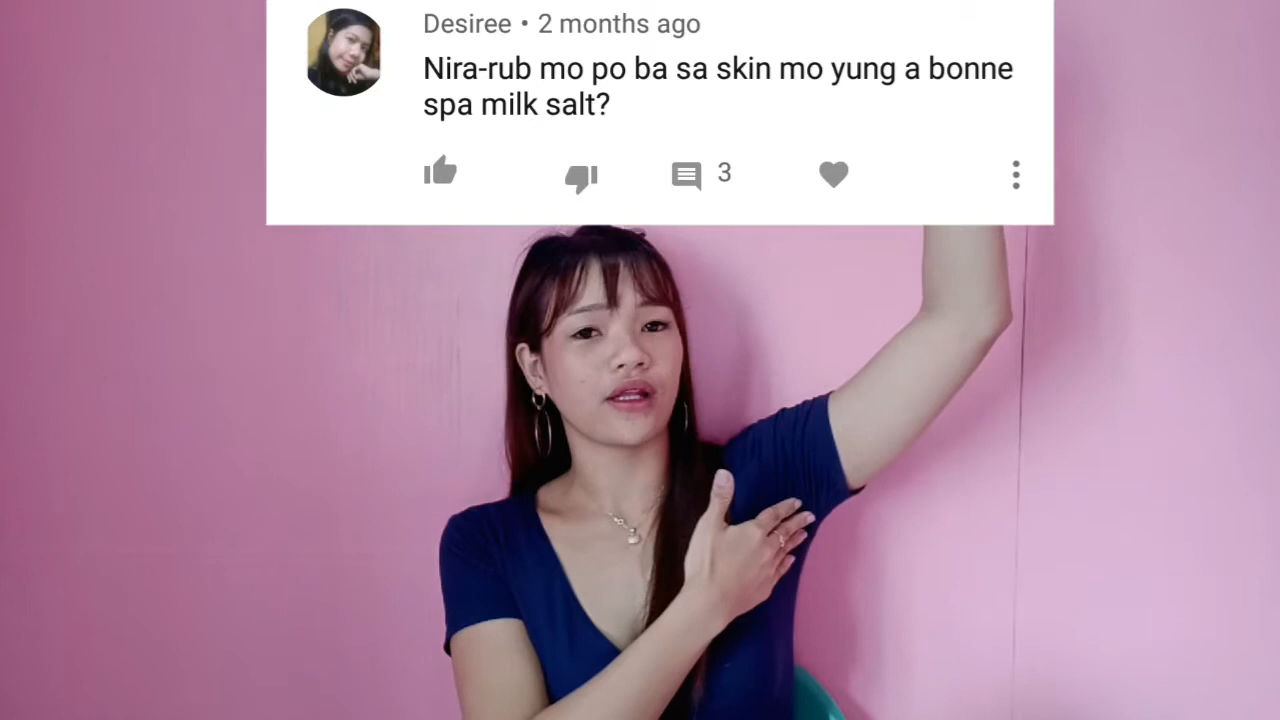 Desiree • 2 months ago
Nira-rub mo po ba sa skin mo yung a bonne
spa milk salt?
3